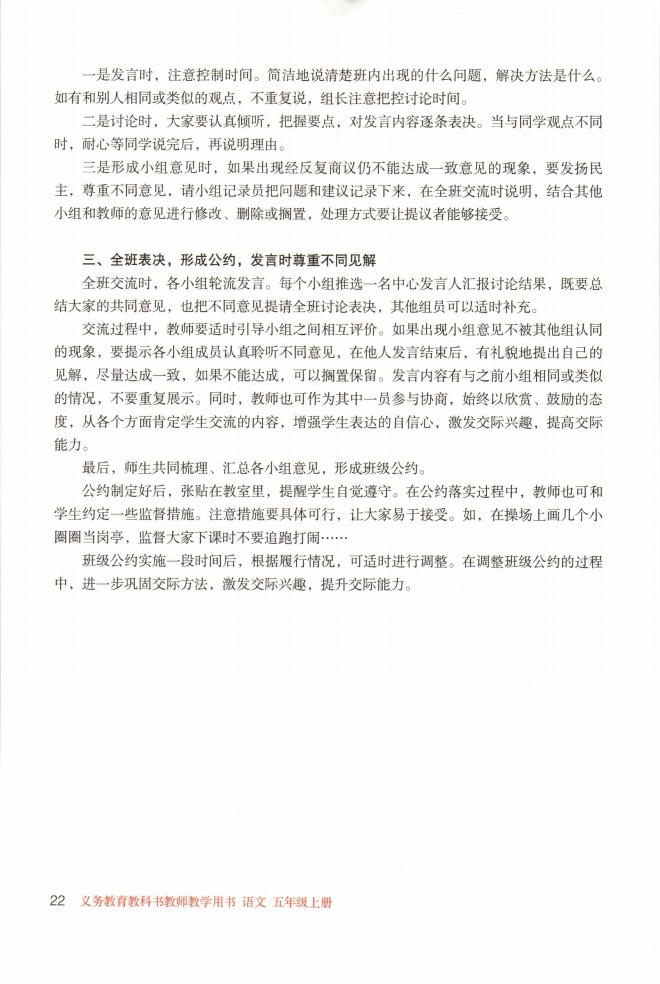 一是发言时，注意控制时间。简洁地说清楚班内出现的什么问题，解决方法是什么。
如有和别人相同或类似的观点，不重复说，组长注意把控讨论时间。
二是讨论时，大家要认真倾听，把握要点，对发言内容逐条表决。当与同学观点不同
时，耐心等同学说完后，再说明理由。
三是形成小组意见时，如果出现经反复商议仍不能达成一致意见的现象，要发扬民
主，尊重不同意见，请小组记录员把问题和建议记录下来，在全班交流时说明，结合其他
小组和教师的意见进行修改、删除或搁置，处理方式要让提议者能够接受。
三、全班表决，形成公约，发言时尊重不同见解
全班交流时，各小组轮流发言。每个小组推选一名中心发言人汇报讨论结果，既要总
结大家的共同意见，也把不同意见提请全班讨论表决，其他组员可以适时补充。
交流过程中，教师要适时引导小组之间相互评价。如果出现小组意见不被其他组认同
的现象，要提示各小组成员认真聆听不同意见，在他人发言结束后，有礼貌地提出自己的
见解，尽量达成一致，如果不能达成，可以搁置保留。发言内容有与之前小组相同或类似
的情况，不要重复展示。同时，教师也可作为其中一员参与协商，始终以欣赏、鼓励的态
度，从各个方面肯定学生交流的内容，增强学生表达的自信心，激发交际兴趣，提高交际
能力。
最后，师生共同梳理、汇总各小组意见，形成班级公约。
公约制定好后，张贴在教室里，提醒学生自觉遵守。在公约落实过程中，教师也可和
学生约定一些监督措施。注意措施要具体可行，让大家易于接受。如，在操场上画几个小
圈圈当岗亭，监督大家下课时不要追跑打闹……
班级公约实施一段时间后，根据履行情况，可适时进行调整。在调整班级公约的过程
中，进一步巩固交际方法，激发交际兴趣，提升交际能力。
22 义务教育教科书教师教学用书 语文 五年级上册